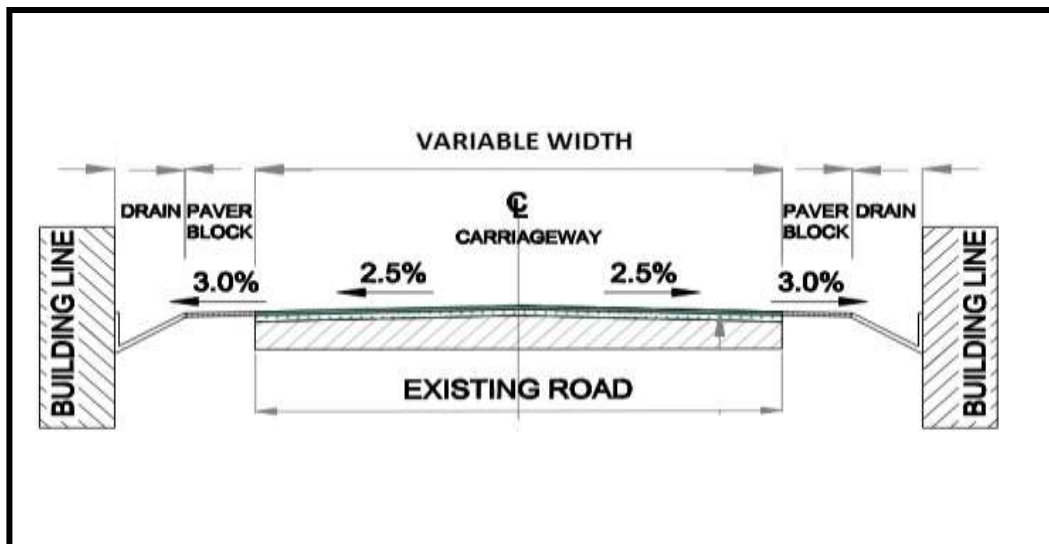 VARIABLE WIDTH
DRAIN
PAVER
BLOCK
℄
CARRIAGEWAY
PAVER
BLOCK
DRAIN
3.0%
2.5%
2.5%
3.0%
BUILDING LINE
EXISTING ROAD
BUILDING LINE